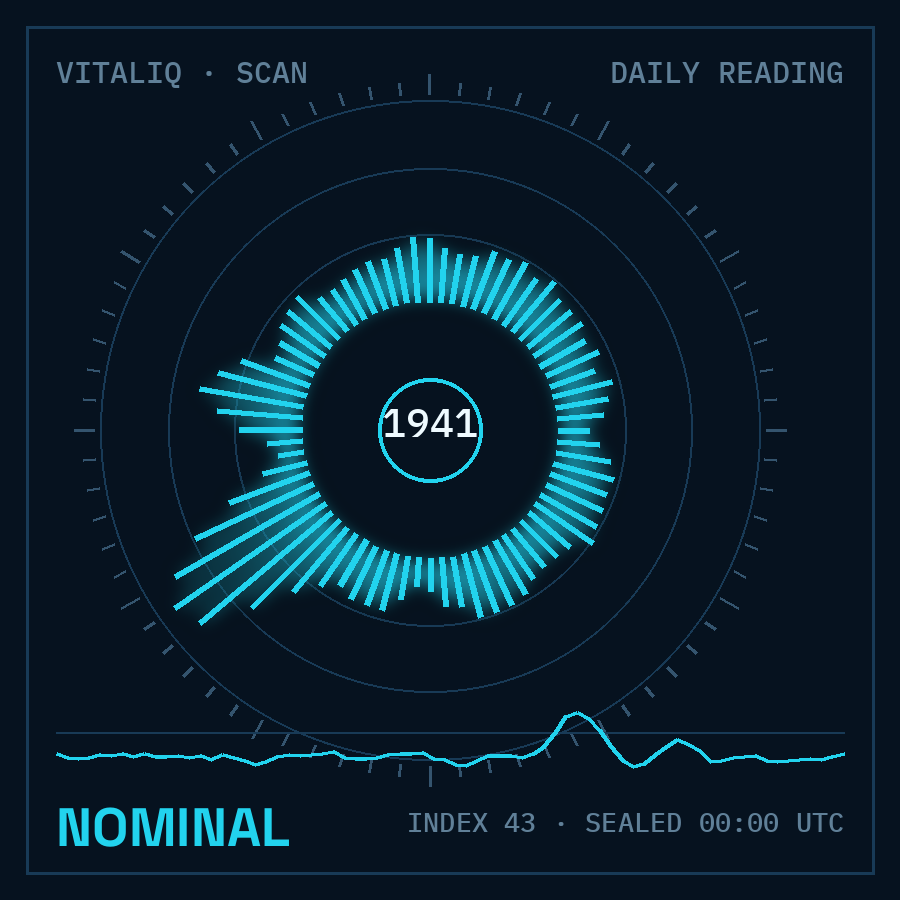 VITALIQ · SCAN
DAILY READING
1941
NOMINAL
INDEX 43 · SEALED 00:00 UTC